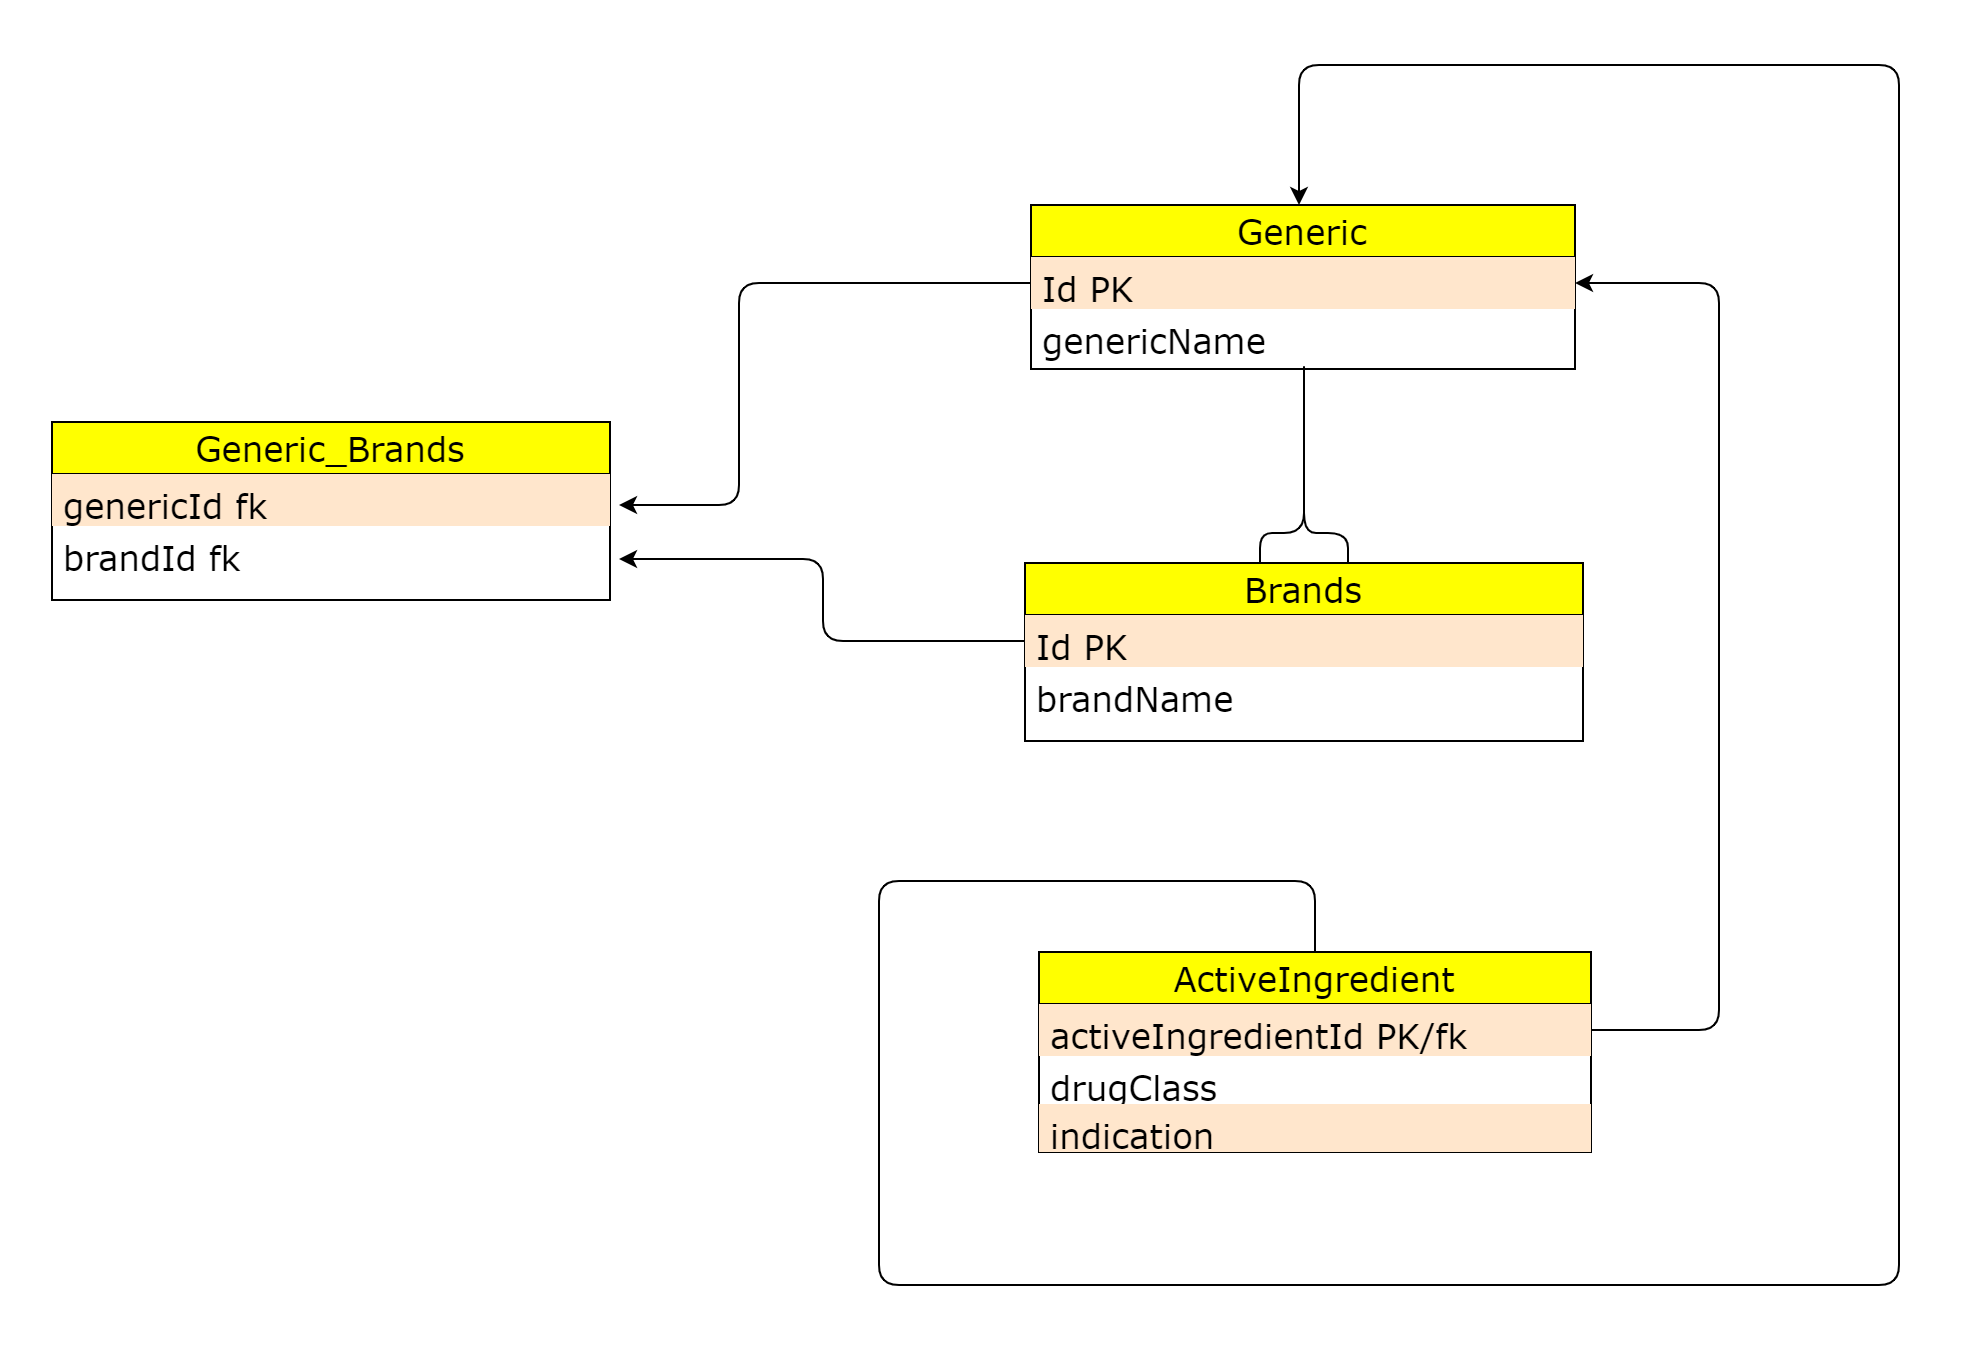 Generic
Id PK
genericName
Generic_Brands
genericId fk
brandId fk
Brands
Id PK
brandName
ActiveIngredient
activeIngredientId PK/fk
drugClass
indication